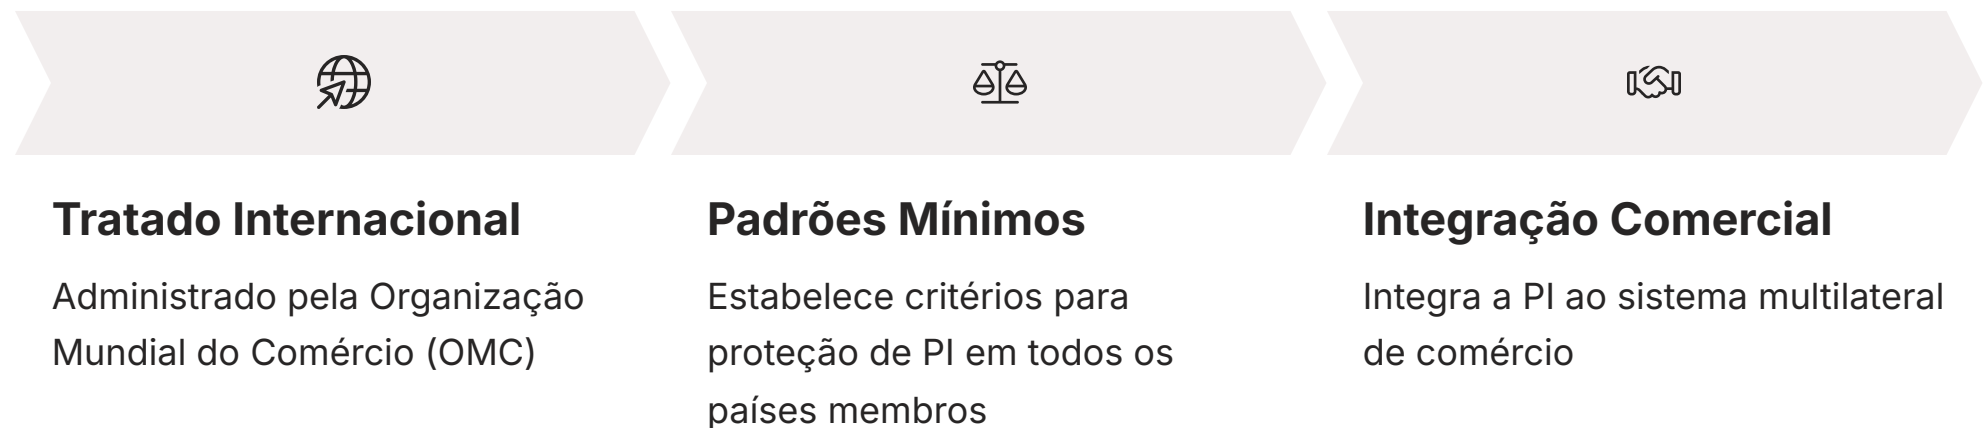 Tratado Internacional
Administrado pela Organização
Mundial do Comércio (OMC)
Padrões Mínimos
Estabelece critérios para
proteção de PI em todos os
países membros
Integração Comercial
Integra a PI ao sistema multilateral
de comércio